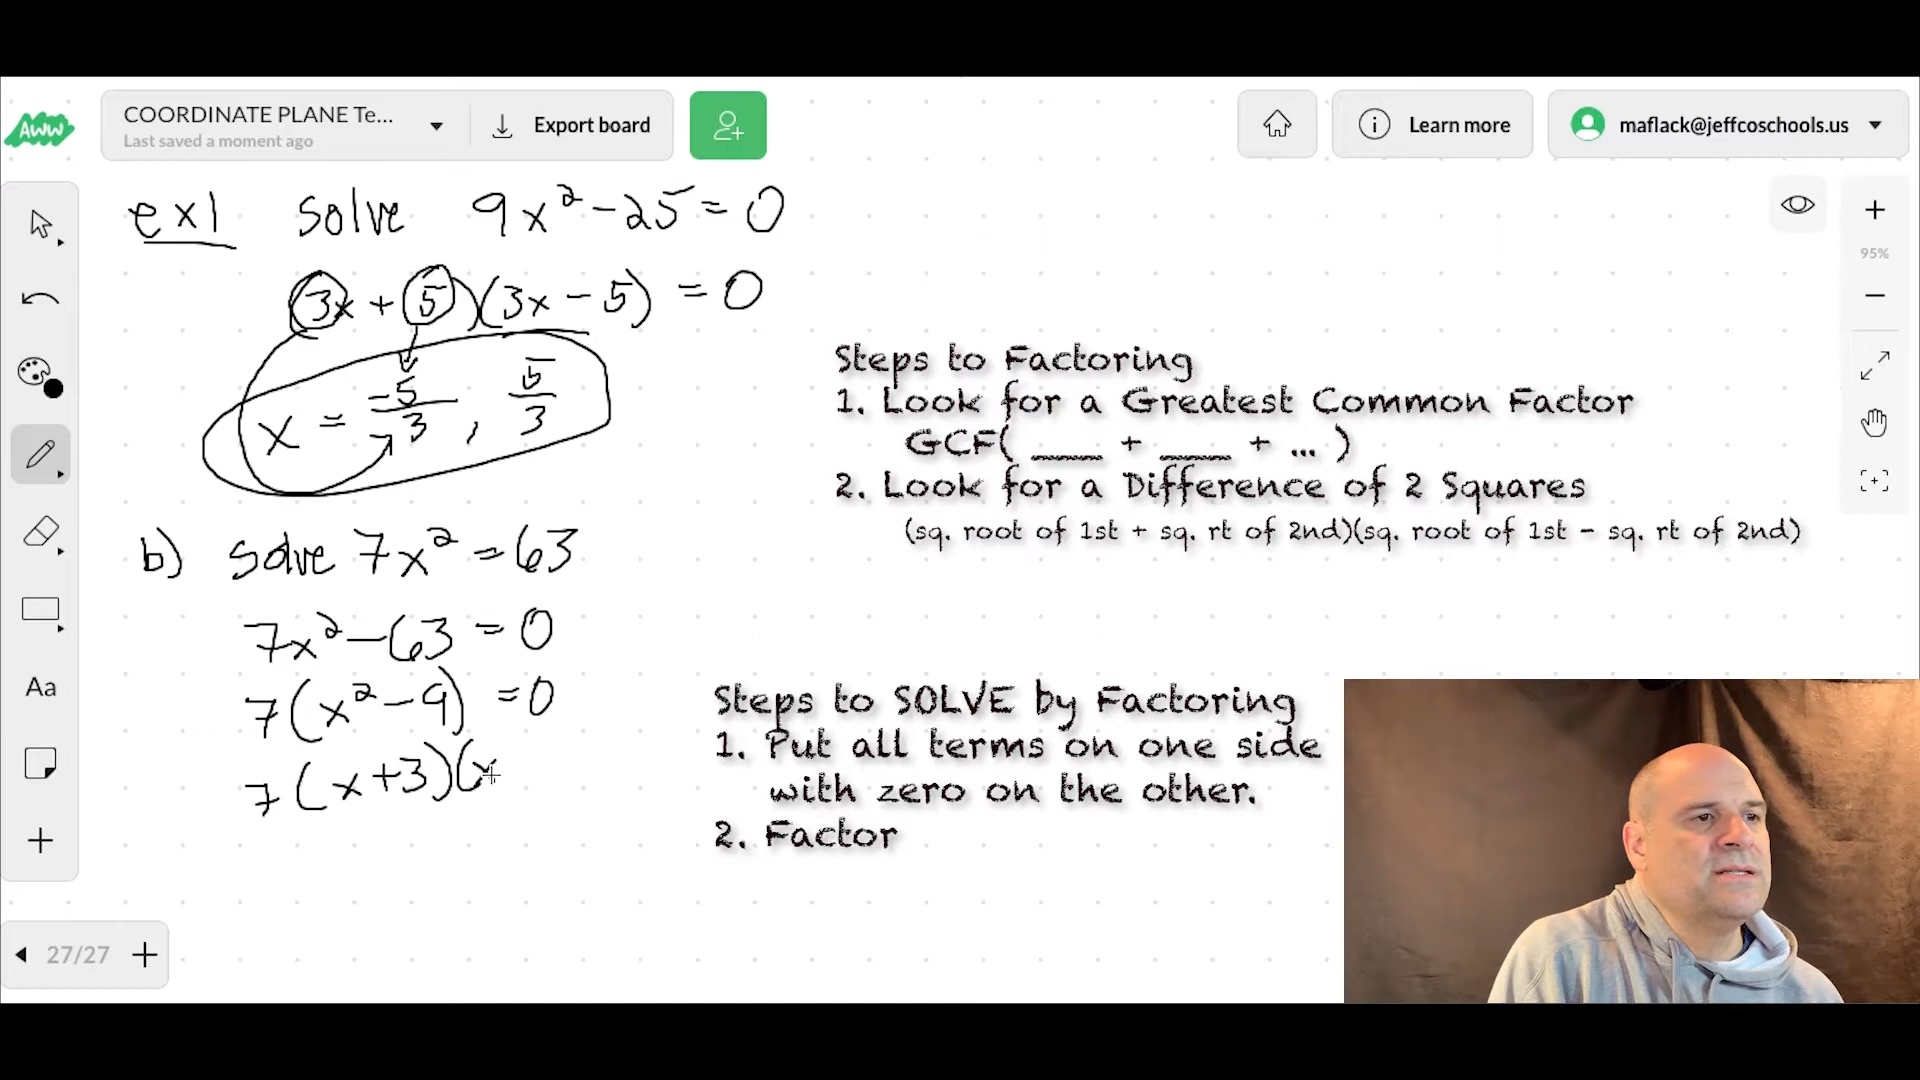 AWW
COORDINATE PLANE Te...
Last saved a moment ago
Export board
Learn more
maflack@jeffcoschools.us
95%
ex1 solve 9x² - 25 = 0
(3x + 5)(3x - 5) = 0
x = -5/3, 5/3
b) solve 7x² = 63
7x² - 63 = 0
7(x² - 9) = 0
7(x+3)(x
Steps to Factoring
1. Look for a Greatest Common Factor
GCF( ___ + ___ + ... )
2. Look for a Difference of 2 Squares
(sq. root of 1st + sq. rt of 2nd)(sq. root of 1st - sq. rt of 2nd)
Steps to SOLVE by Factoring
1. Put all terms on one side
with zero on the other.
2. Factor
Aa
27/27